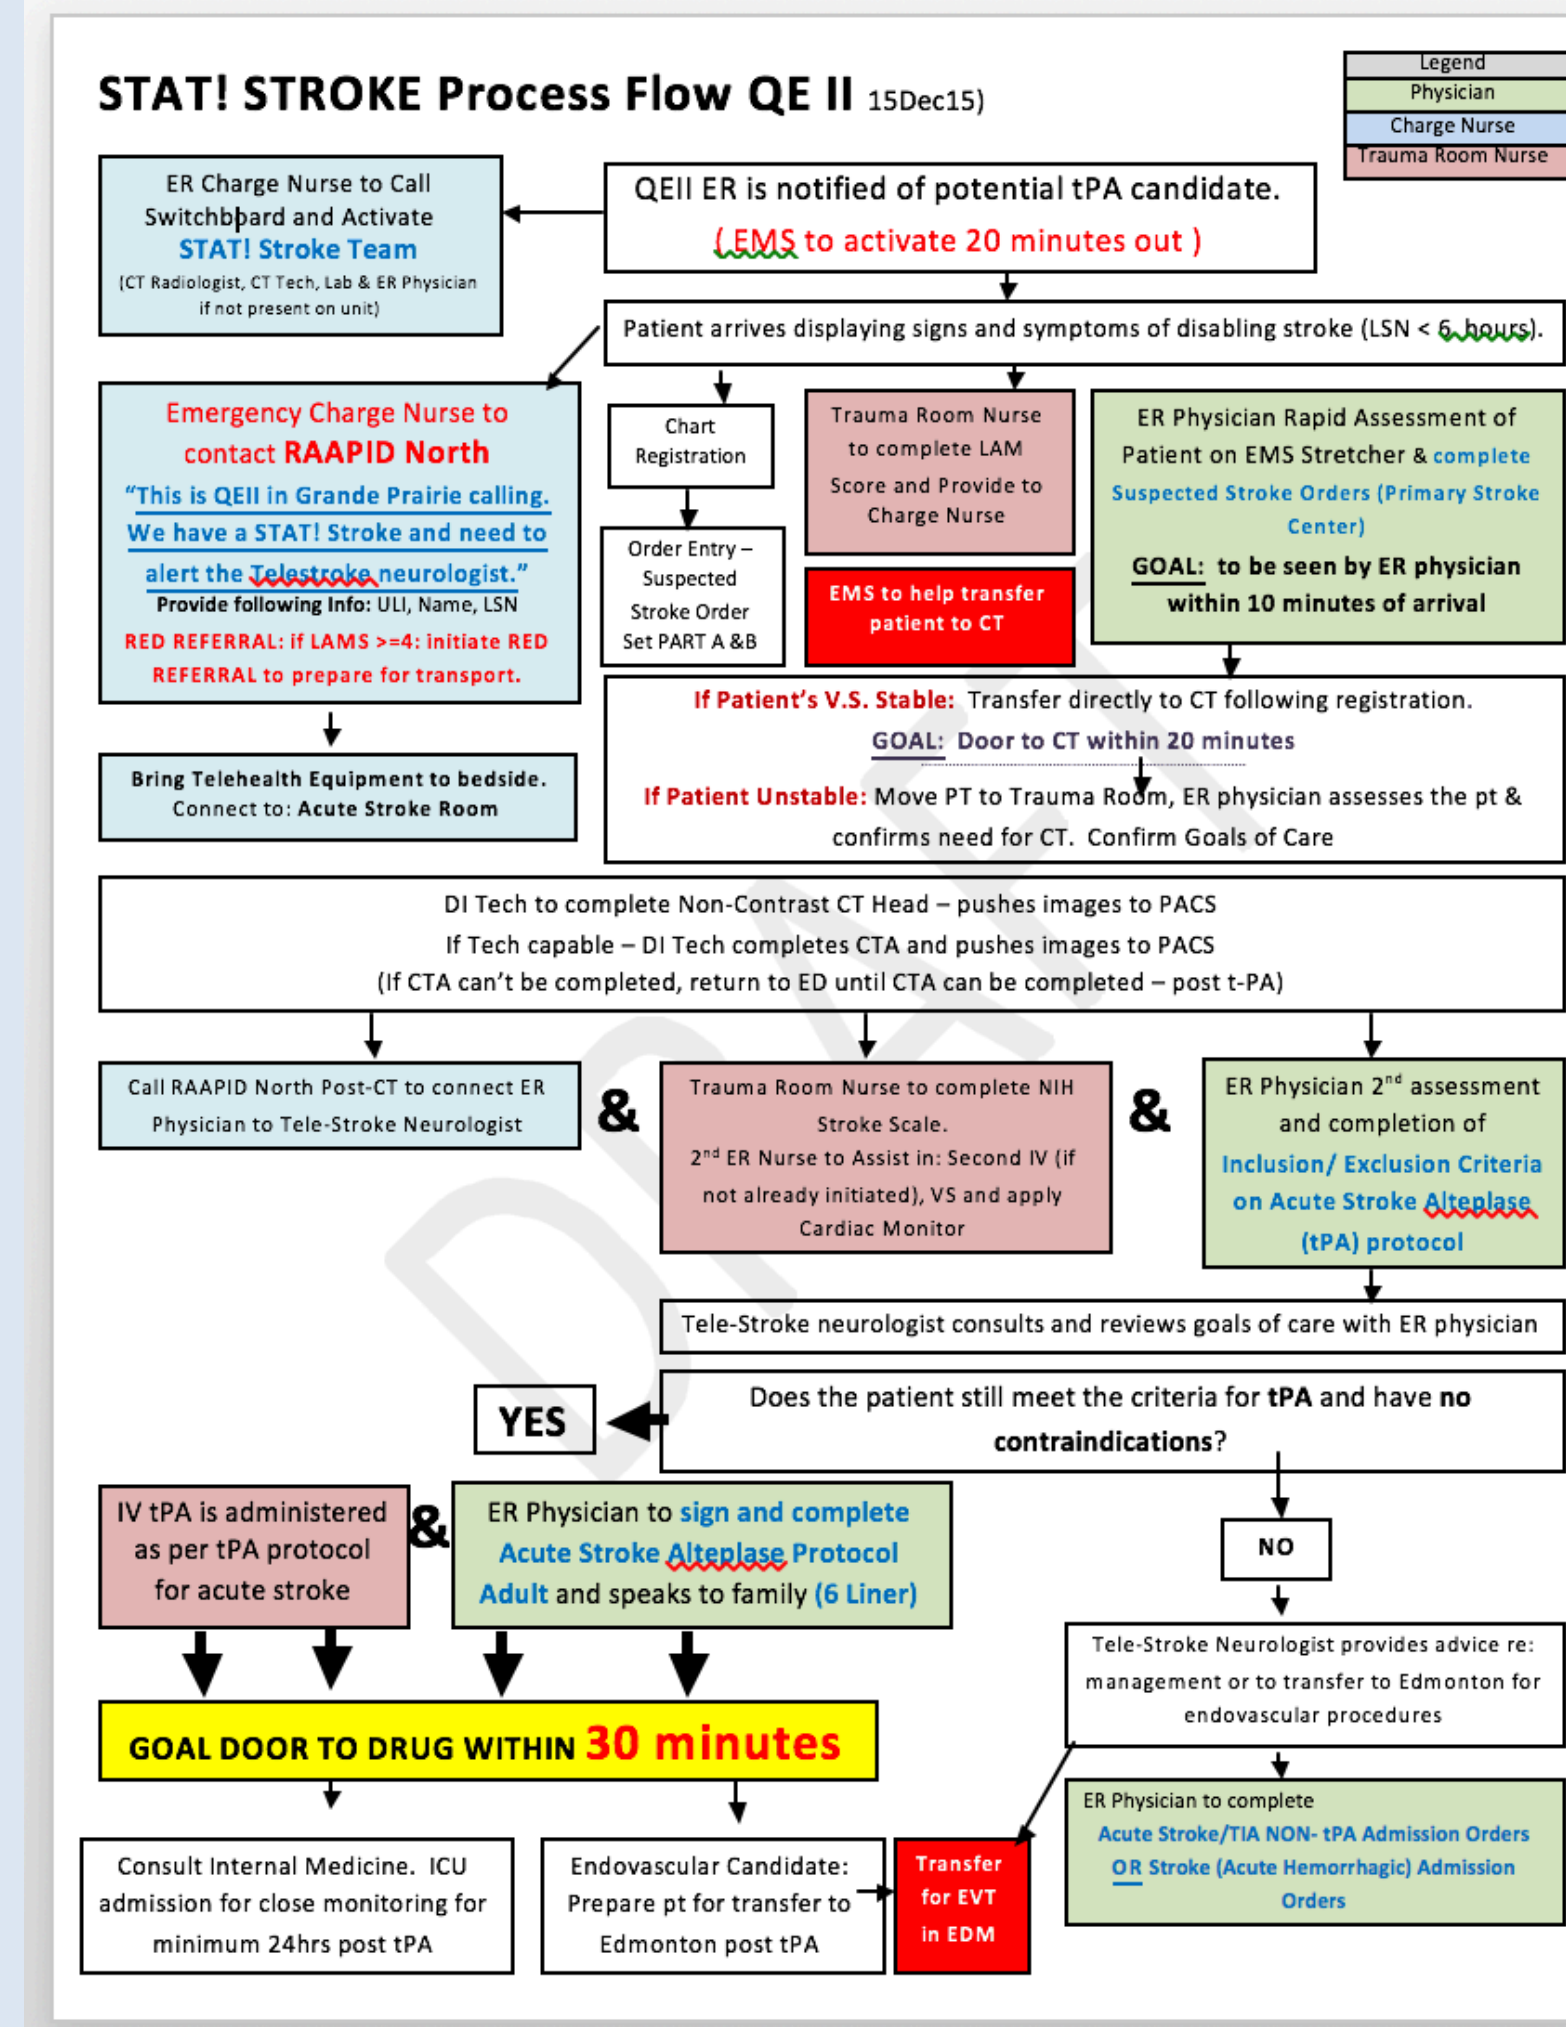 STAT! STROKE Process Flow QE II 15Dec15)
Legend
Physician
Charge Nurse
Trauma Room Nurse
ER Charge Nurse to Call
Switchboard and Activate
STAT! Stroke Team
(CT Radiologist, CT Tech, Lab & ER Physician
if not present on unit)
QEII ER is notified of potential tPA candidate.
( EMS to activate 20 minutes out )
Patient arrives displaying signs and symptoms of disabling stroke (LSN < 6 hours).
Emergency Charge Nurse to
contact RAAPID North
“This is QEII in Grande Prairie calling.
We have a STAT! Stroke and need to
alert the Telestroke neurologist.”
Provide following Info: ULI, Name, LSN
RED REFERRAL: if LAMS >=4: initiate RED
REFERRAL to prepare for transport.
Chart
Registration
Order Entry –
Suspected
Stroke Order
Set PART A &B
Trauma Room Nurse
to complete LAM
Score and Provide to
Charge Nurse
EMS to help transfer
patient to CT
ER Physician Rapid Assessment of
Patient on EMS Stretcher & complete
Suspected Stroke Orders (Primary Stroke
Center)
GOAL: to be seen by ER physician
within 10 minutes of arrival
Bring Telehealth Equipment to bedside.
Connect to: Acute Stroke Room
If Patient’s V.S. Stable: Transfer directly to CT following registration.
GOAL: Door to CT within 20 minutes
If Patient Unstable: Move PT to Trauma Room, ER physician assesses the pt &
confirms need for CT. Confirm Goals of Care
DI Tech to complete Non-Contrast CT Head – pushes images to PACS
If Tech capable – DI Tech completes CTA and pushes images to PACS
(If CTA can’t be completed, return to ED until CTA can be completed – post t-PA)
Call RAAPID North Post-CT to connect ER
Physician to Tele-Stroke Neurologist
&
Trauma Room Nurse to complete NIH
Stroke Scale.
2nd ER Nurse to Assist in: Second IV (if
not already initiated), VS and apply
Cardiac Monitor
&
ER Physician 2nd assessment
and completion of
Inclusion/ Exclusion Criteria
on Acute Stroke Alteplase
(tPA) protocol
Tele-Stroke neurologist consults and reviews goals of care with ER physician
Does the patient still meet the criteria for tPA and have no
contraindications?
YES
NO
IV tPA is administered
as per tPA protocol
for acute stroke
&
ER Physician to sign and complete
Acute Stroke Alteplase Protocol
Adult and speaks to family (6 Liner)
Tele-Stroke Neurologist provides advice re:
management or to transfer to Edmonton for
endovascular procedures
GOAL DOOR TO DRUG WITHIN 30 minutes
ER Physician to complete
Acute Stroke/TIA NON- tPA Admission Orders
OR Stroke (Acute Hemorrhagic) Admission
Orders
Consult Internal Medicine. ICU
admission for close monitoring for
minimum 24hrs post tPA
Endovascular Candidate:
Prepare pt for transfer to
Edmonton post tPA
Transfer
for EVT
in EDM
DRAFT